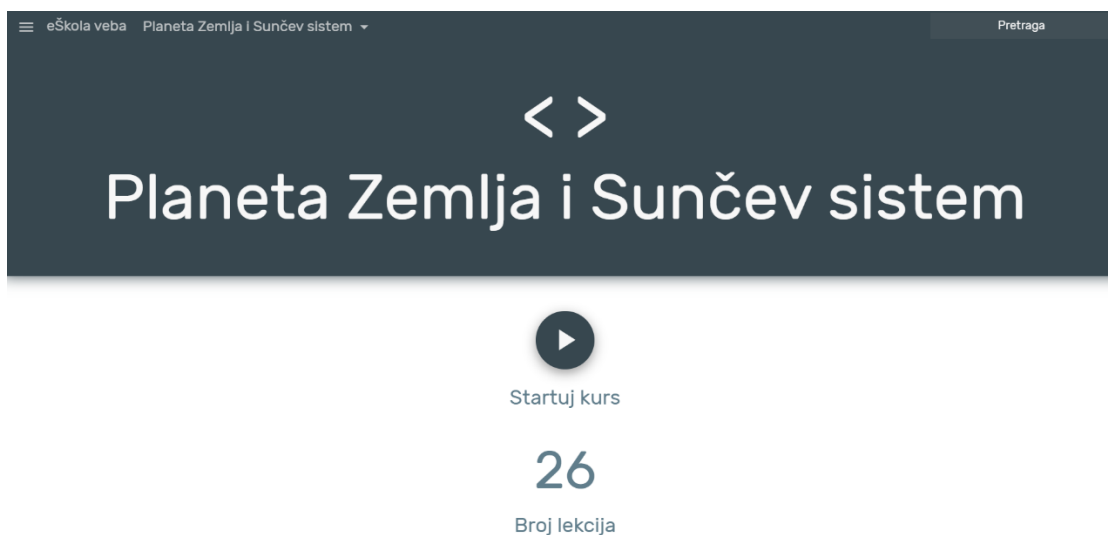 eŠkola veba Planeta Zemlja i Sunčev sistem Pretraga
< >
Planeta Zemlja i Sunčev sistem
Startuj kurs
26
Broj lekcija